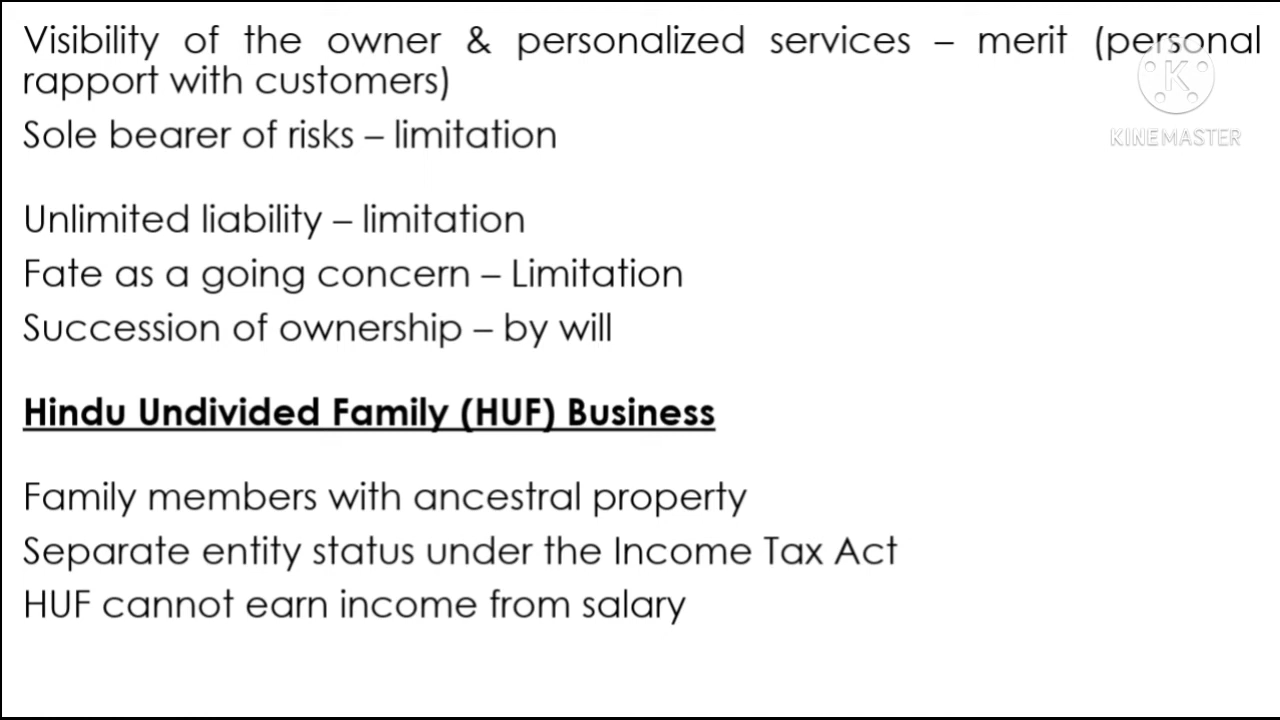 Visibility of the owner & personalized services – merit (personal
rapport with customers)
K
KINEMASTER
Sole bearer of risks – limitation
Unlimited liability – limitation
Fate as a going concern – Limitation
Succession of ownership – by will
Hindu Undivided Family (HUF) Business
Family members with ancestral property
Separate entity status under the Income Tax Act
HUF cannot earn income from salary